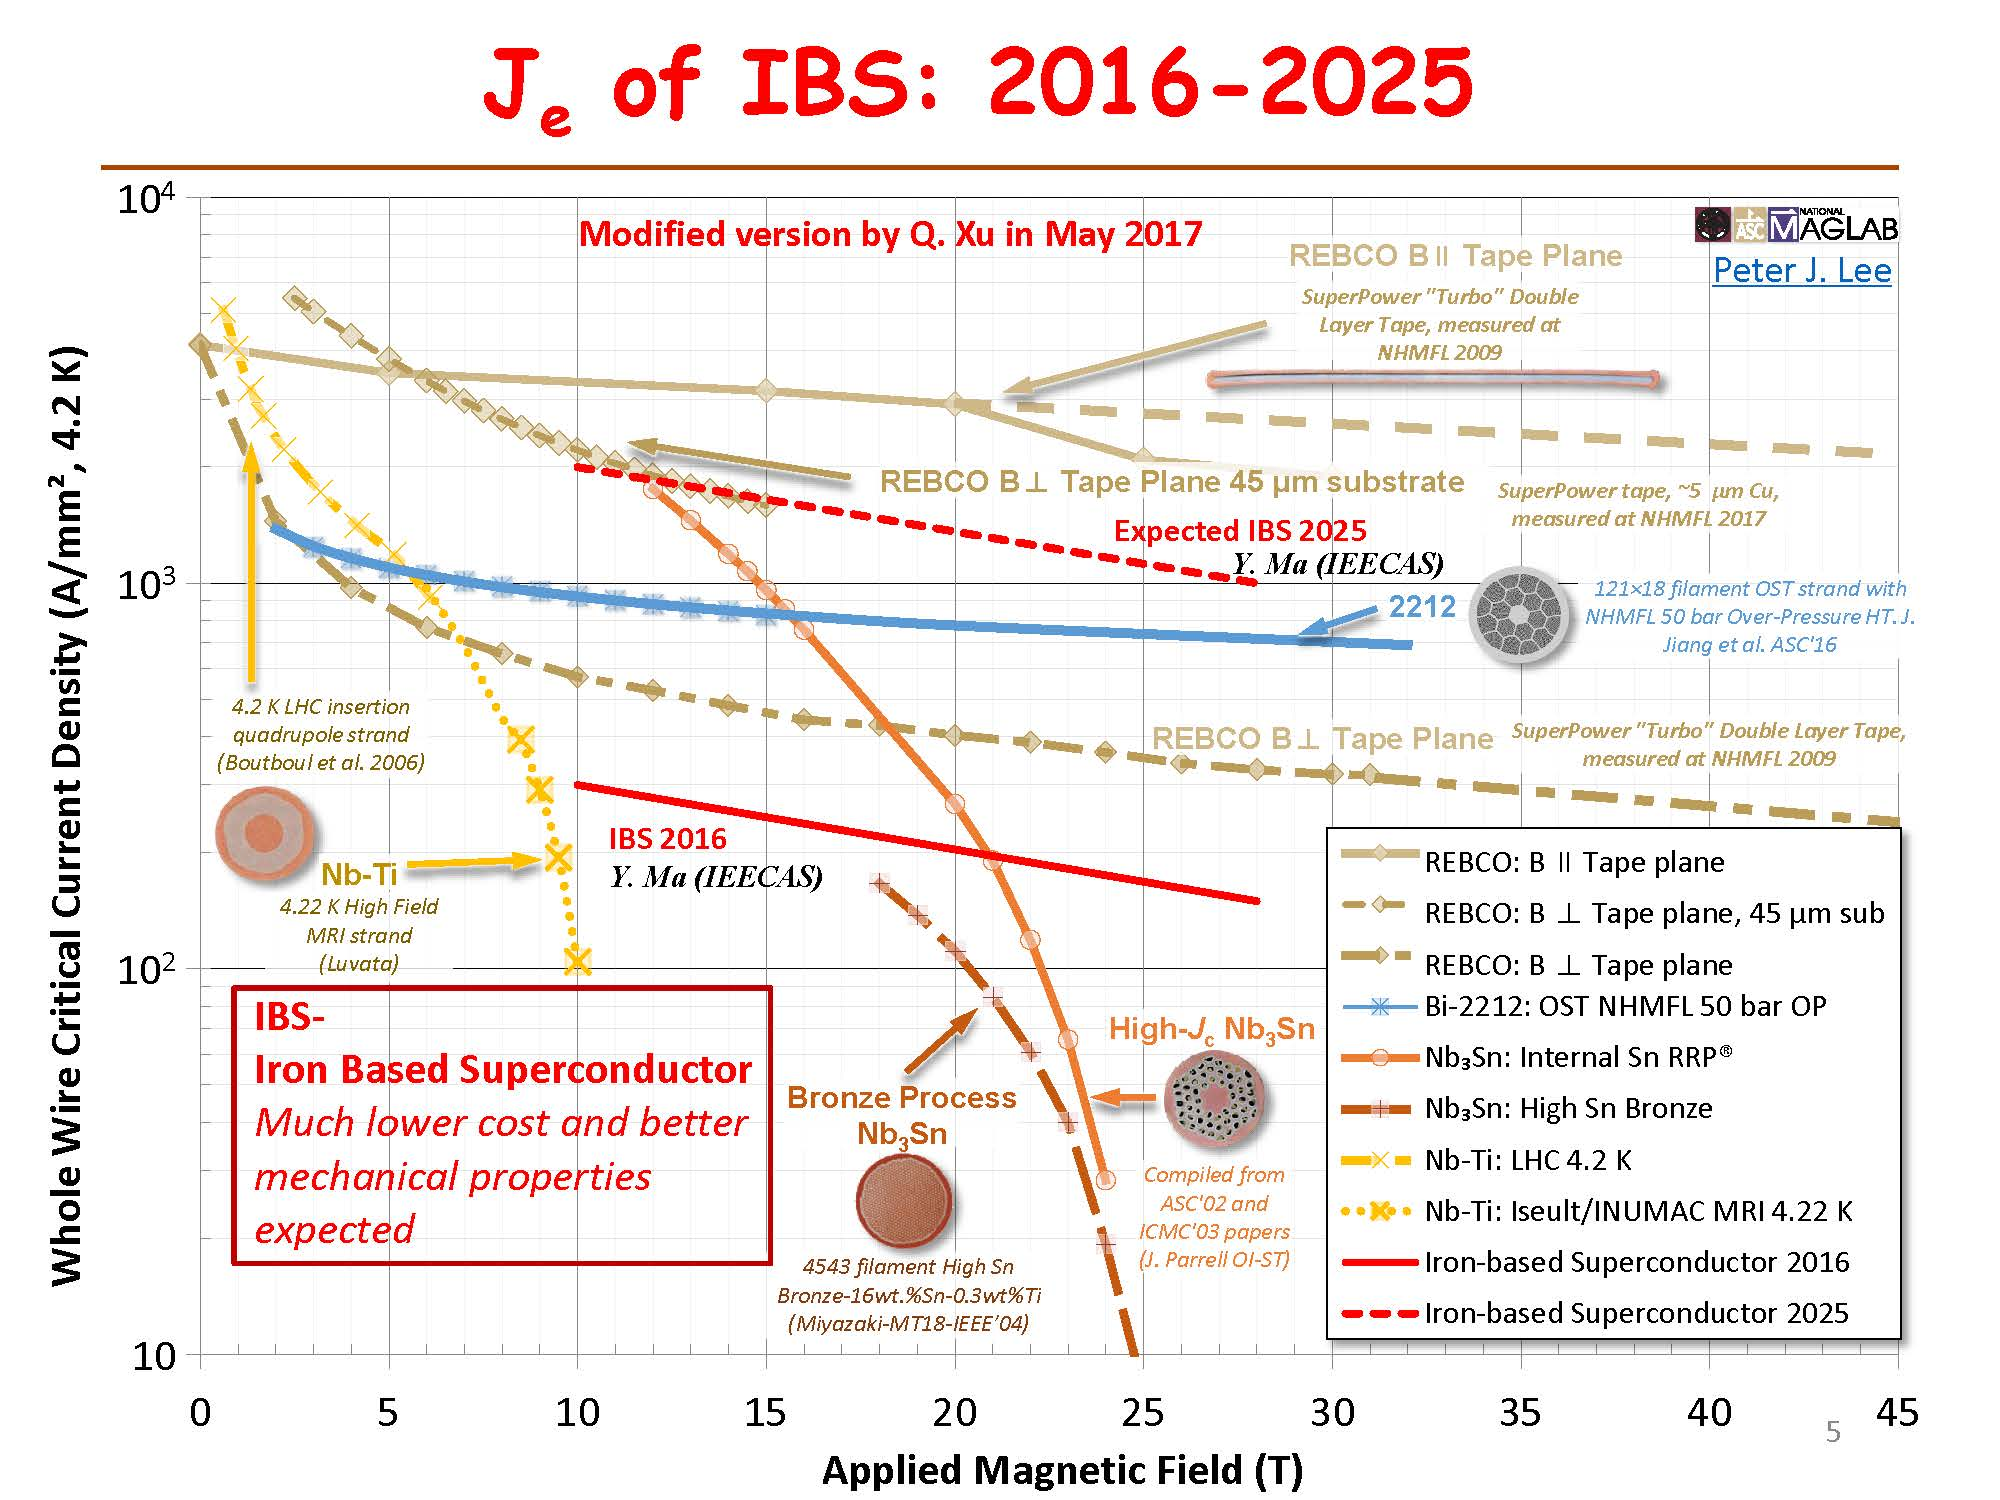 Je of IBS: 2016-2025
Modified version by Q. Xu in May 2017
NATIONAL
MAGLAB
ASC
Peter J. Lee
REBCO B॥ Tape Plane
SuperPower "Turbo" Double
Layer Tape, measured at
NHMFL 2009
REBCO B⊥ Tape Plane 45 µm substrate
SuperPower tape, ~5 µm Cu,
measured at NHMFL 2017
Expected IBS 2025
Y. Ma (IEECAS)
2212
121×18 filament OST strand with
NHMFL 50 bar Over-Pressure HT. J.
Jiang et al. ASC'16
4.2 K LHC insertion
quadrupole strand
(Boutboul et al. 2006)
REBCO B⊥ Tape Plane
SuperPower "Turbo" Double Layer Tape,
measured at NHMFL 2009
IBS 2016
Y. Ma (IEECAS)
Nb-Ti
4.22 K High Field
MRI strand
(Luvata)
IBS-
Iron Based Superconductor
Much lower cost and better
mechanical properties
expected
High-Jc Nb₃Sn
Bronze Process
Nb₃Sn
Compiled from
ASC'02 and
ICMC'03 papers
(J. Parrell OI-ST)
4543 filament High Sn
Bronze-16wt.%Sn-0.3wt%Ti
(Miyazaki-MT18-IEEE'04)
REBCO: B ॥ Tape plane
REBCO: B ⊥ Tape plane, 45 µm sub
REBCO: B ⊥ Tape plane
Bi-2212: OST NHMFL 50 bar OP
Nb₃Sn: Internal Sn RRP®
Nb₃Sn: High Sn Bronze
Nb-Ti: LHC 4.2 K
Nb-Ti: Iseult/INUMAC MRI 4.22 K
Iron-based Superconductor 2016
Iron-based Superconductor 2025
Whole Wire Critical Current Density (A/mm², 4.2 K)
10⁴
10³
10²
10
0 5 10 15 20 25 30 35 40 45
Applied Magnetic Field (T)
5